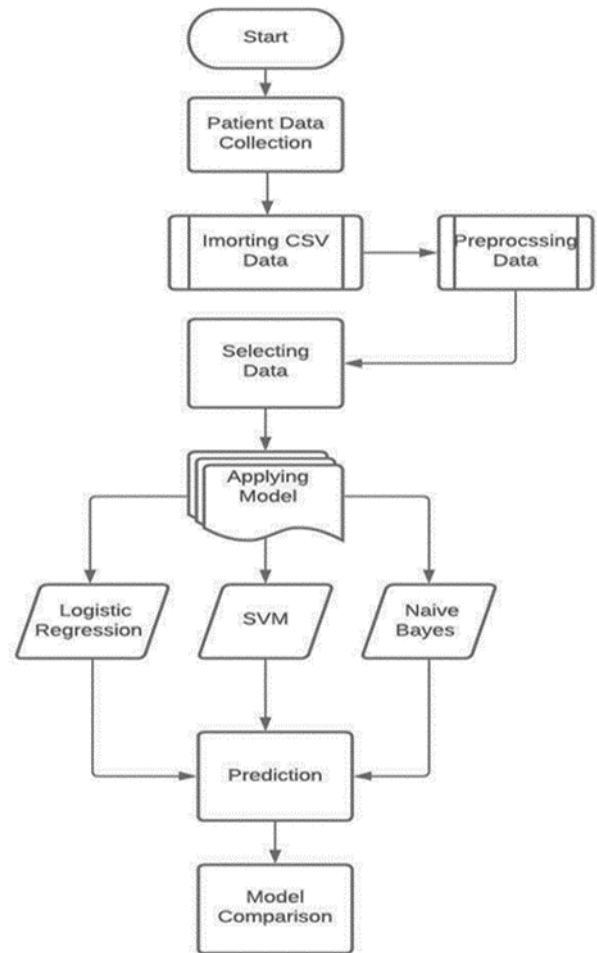 Start
Patient Data
Collection
Imorting CSV
Data
Preprocssing
Data
Selecting
Data
Applying
Model
Logistic
Regression
SVM
Naive
Bayes
Prediction
Model
Comparison